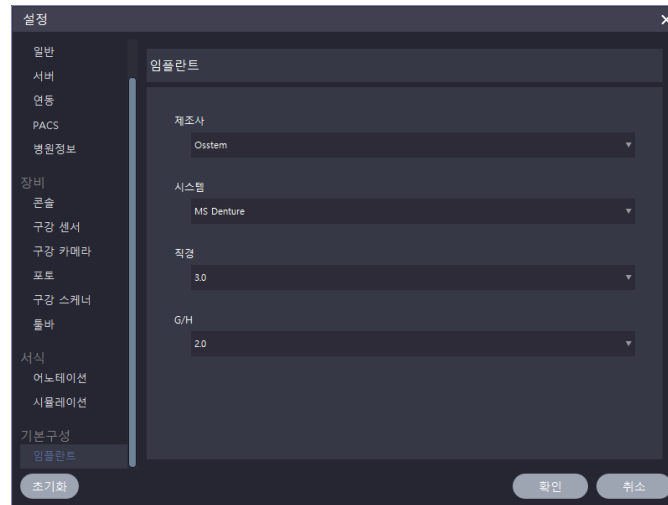 설정
일반
서버
연동
PACS
병원정보
장비
콘솔
구강 센서
구강 카메라
포토
구강 스케너
툴바
서식
어노테이션
시뮬레이션
기본구성
임플란트
초기화
임플란트
제조사
Osstem
시스템
MS Denture
직경
3.0
G/H
2.0
확인
취소